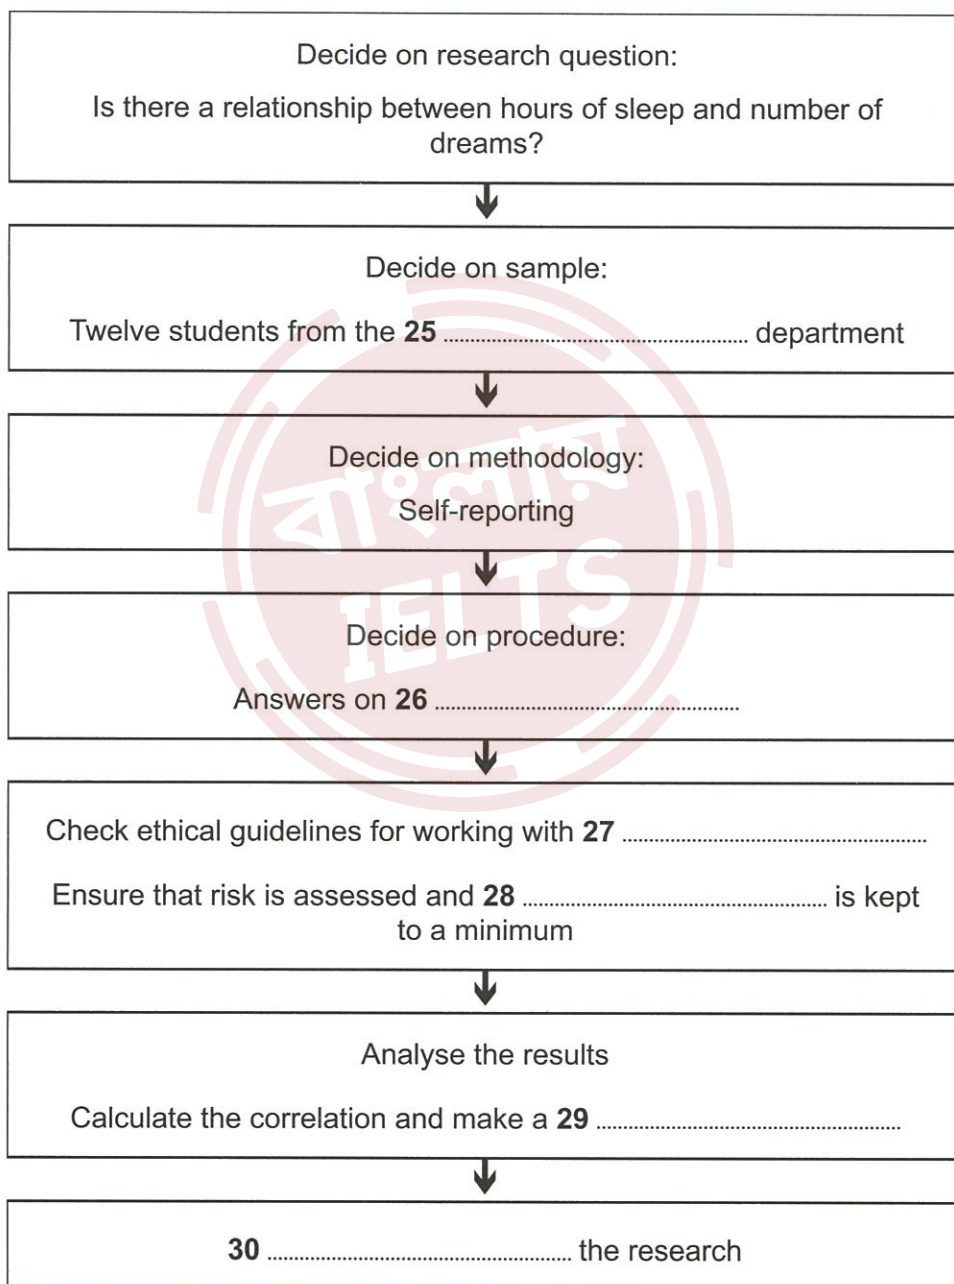 Decide on research question:
Is there a relationship between hours of sleep and number of
dreams?
Decide on sample:
Twelve students from the 25 .................................................... department
Decide on methodology:
Self-reporting
বাংলায়
IELTS
Decide on procedure:
Answers on 26 ....................................................
Check ethical guidelines for working with 27 ....................................................
Ensure that risk is assessed and 28 .................................................... is kept
to a minimum
Analyse the results
Calculate the correlation and make a 29 ....................................................
30 .................................................... the research